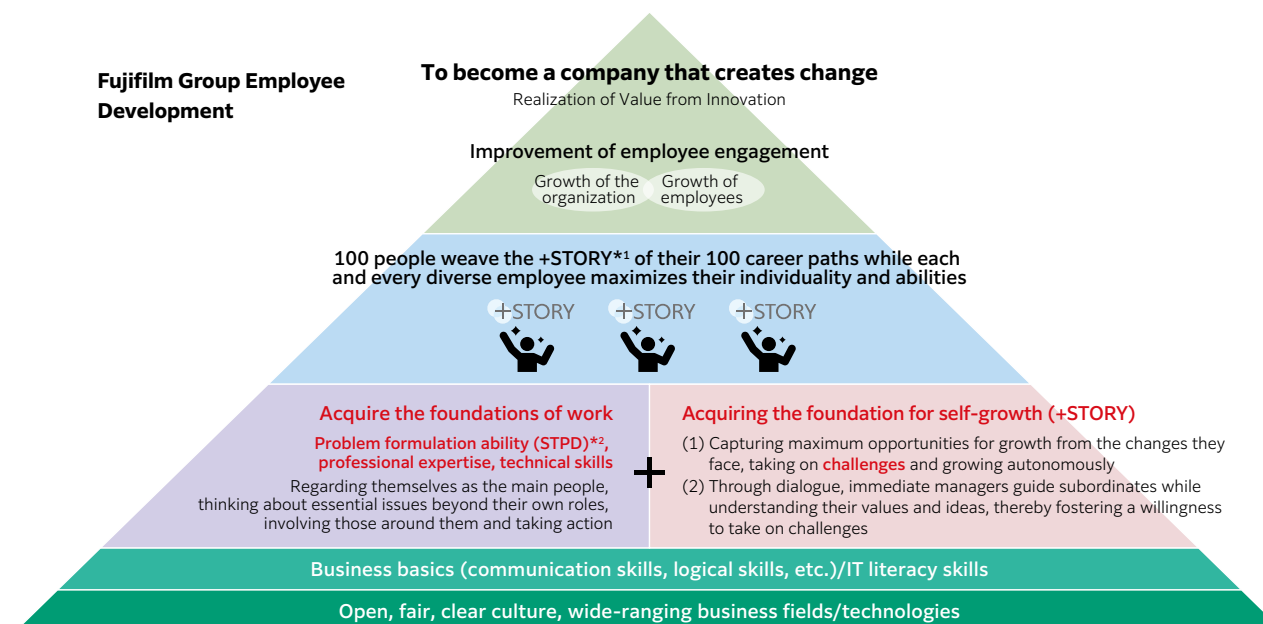 Fujifilm Group Employee
Development
To become a company that creates change
Realization of Value from Innovation
Improvement of employee engagement
Growth of the
organization
Growth of
employees
100 people weave the +STORY*1 of their 100 career paths while each
and every diverse employee maximizes their individuality and abilities
+STORY
+STORY
+STORY
Acquire the foundations of work
Problem formulation ability (STPD)*2,
professional expertise, technical skills
Regarding themselves as the main people,
thinking about essential issues beyond their own roles,
involving those around them and taking action
+
Acquiring the foundation for self-growth (+STORY)
(1) Capturing maximum opportunities for growth from the changes they
face, taking on challenges and growing autonomously
(2) Through dialogue, immediate managers guide subordinates while
understanding their values and ideas, thereby fostering a willingness
to take on challenges
Business basics (communication skills, logical skills, etc.)/IT literacy skills
Open, fair, clear culture, wide-ranging business fields/technologies